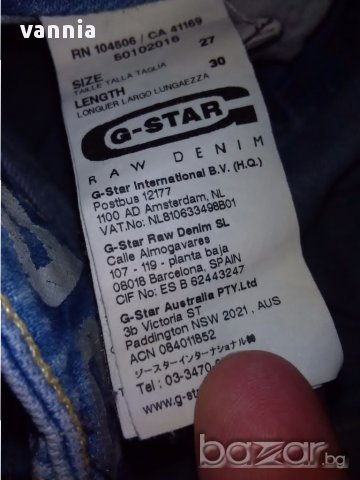 vannia
RN 104506 / CA 41169
50102016
SIZE 27
TAILLE TALLA TAGLIA
LENGTH 30
LONGUER LARGO LUNGAEZZA
G-STAR
RAW DENIM
G-Star International B.V. (H.Q.)
Postbus 12177
1100 AD Amsterdam, NL
VAT.No: NL810633498B01
G-Star Raw Denim SL
Calle Almogavares
107 - 119 - planta baja
08018 Barcelona, SPAIN
CIF No: ES B 62443247
G-Star Australia PTY.Ltd
3b Victoria ST
Paddington NSW 2021 , AUS
ACN 084011852
ジースターインターナショナル㈱
Tel : 03-3470-
www.g-star
bazar.bg